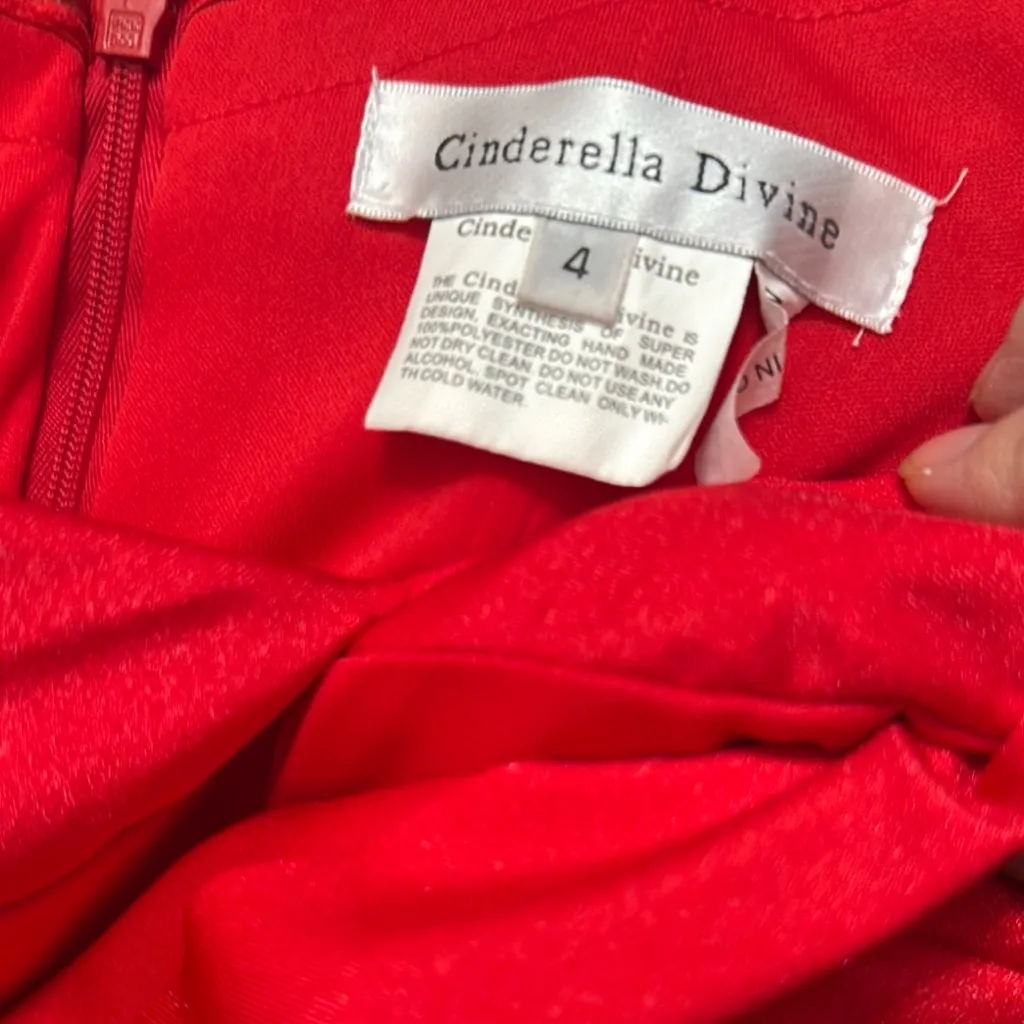 Cinderella Divine
Cinde ivine
4
THE Cind ivine IS
UNIQUE SYNTHESIS OF SUPER
DESIGN, EXACTING HAND MADE
100%POLYESTER DO NOT WASH.DO
NOT DRY CLEAN. DO NOT USE ANY
ALCOHOL. SPOT CLEAN ONLY WI-
TH COLD WATER.
NI